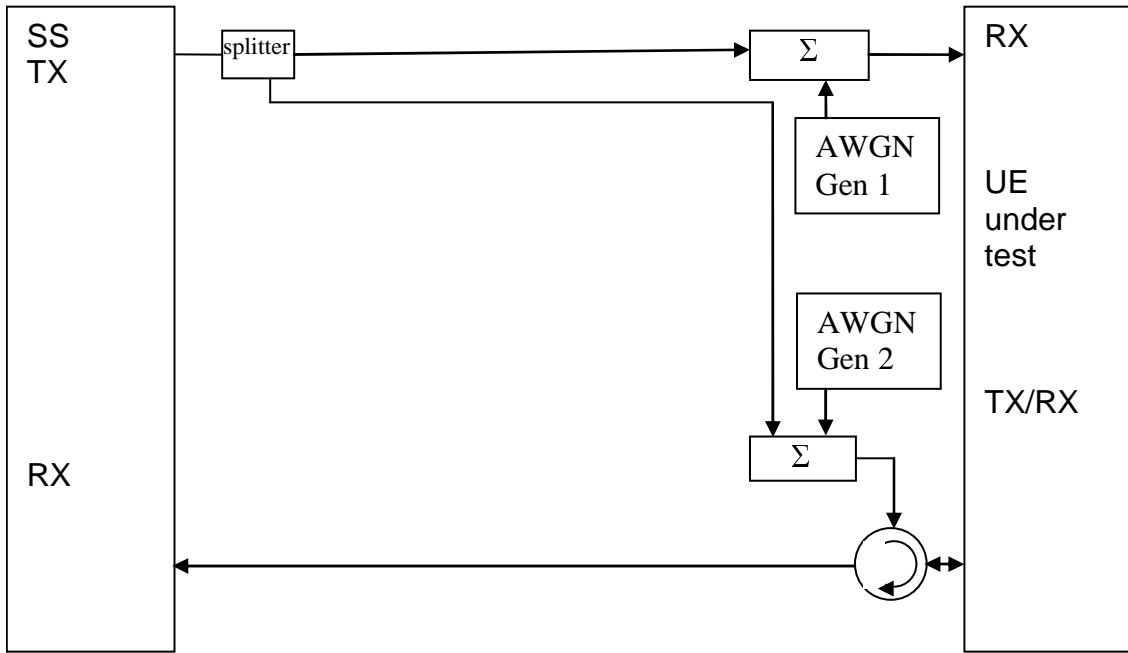 SS
TX
splitter
Σ
RX
AWGN
Gen 1
UE
under
test
AWGN
Gen 2
TX/RX
Σ
RX